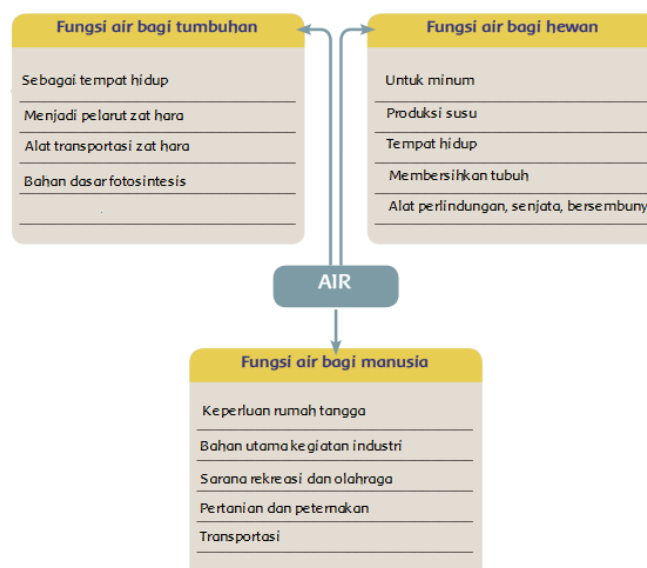 Fungsi air bagi tumbuhan
Sebagai tempat hidup
Menjadi pelarut zat hara
Alat transportasi zat hara
Bahan dasar fotosintesis
Fungsi air bagi hewan
Untuk minum
Produksi susu
Tempat hidup
Membersihkan tubuh
Alat perlindungan, senjata, bersembuny
AIR
Fungsi air bagi manusia
Keperluan rumah tangga
Bahan utama kegiatan industri
Sarana rekreasi dan olahraga
Pertanian dan peternakan
Transportasi